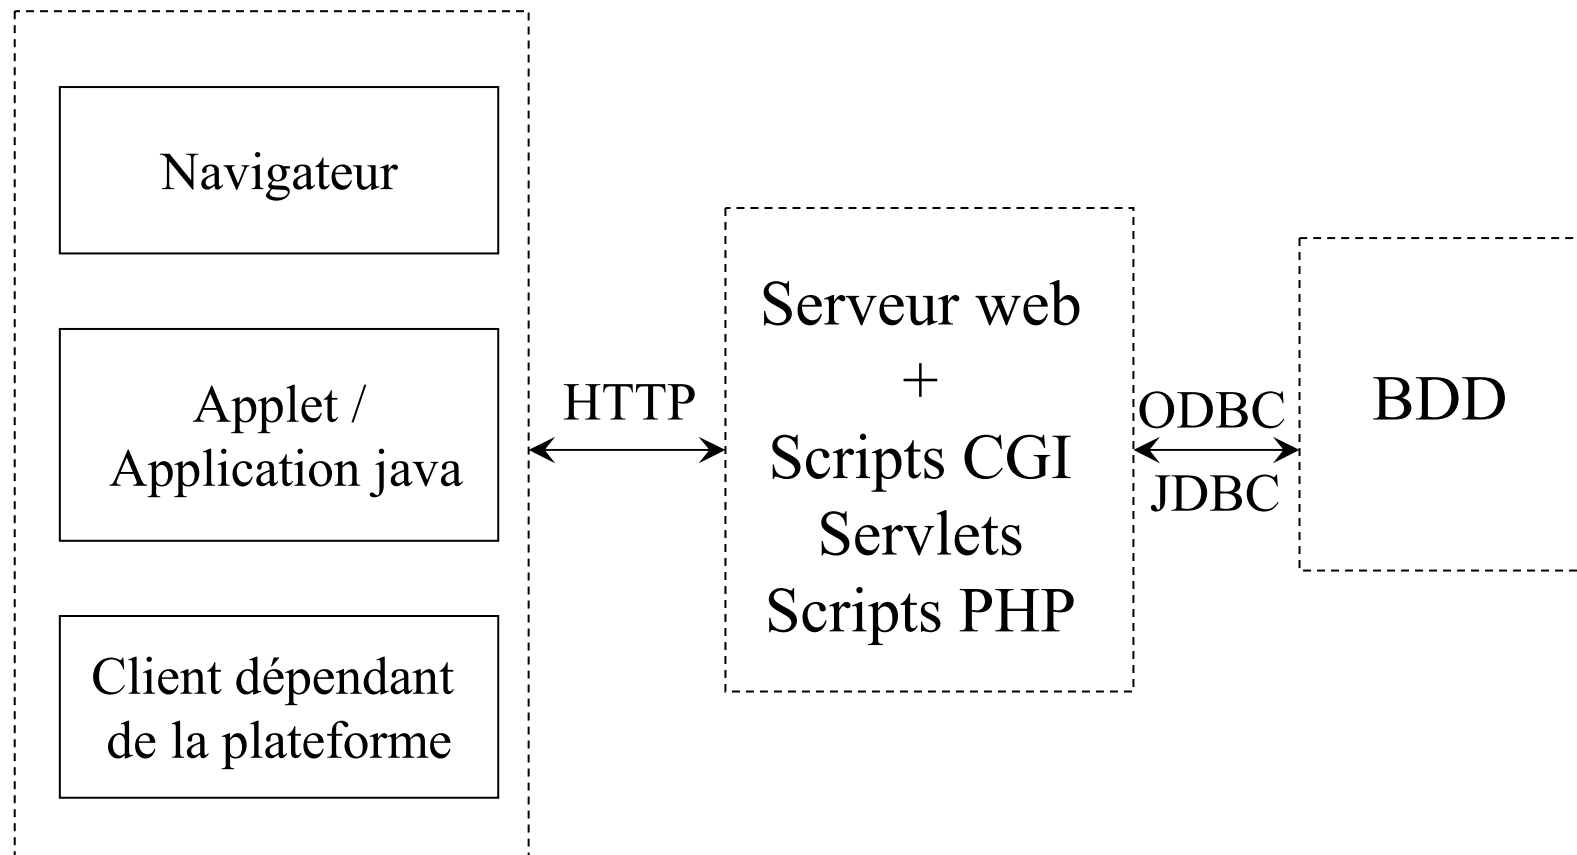 Navigateur
Applet /
Application java
Client dépendant
de la plateforme
HTTP
Serveur web
+
Scripts CGI
Servlets
Scripts PHP
ODBC
JDBC
BDD